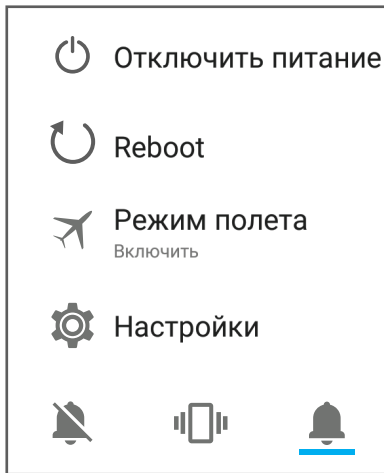 Отключить питание
Reboot
Режим полета
Включить
Настройки